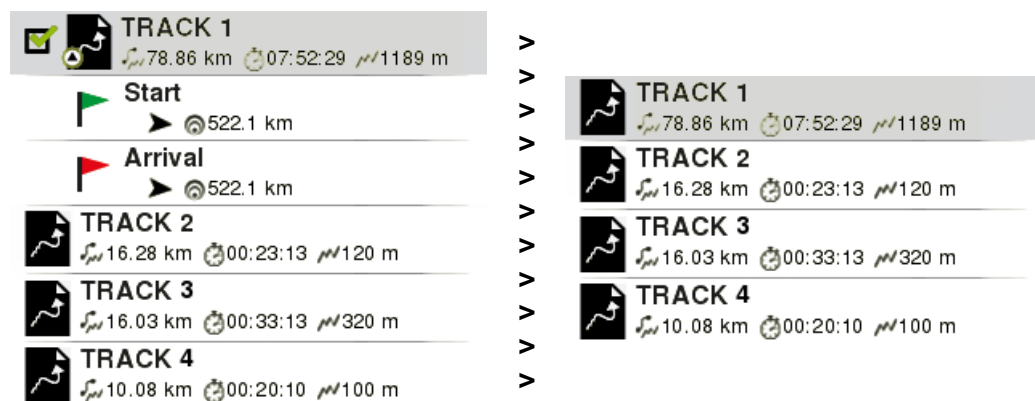 TRACK 1
78.86 km 07:52:29 1189 m
Start
522.1 km
Arrival
522.1 km
TRACK 2
16.28 km 00:23:13 120 m
TRACK 3
16.03 km 00:33:13 320 m
TRACK 4
10.08 km 00:20:10 100 m
>
>
>
>
>
>
>
>
>
>
>
TRACK 1
78.86 km 07:52:29 1189 m
TRACK 2
16.28 km 00:23:13 120 m
TRACK 3
16.03 km 00:33:13 320 m
TRACK 4
10.08 km 00:20:10 100 m